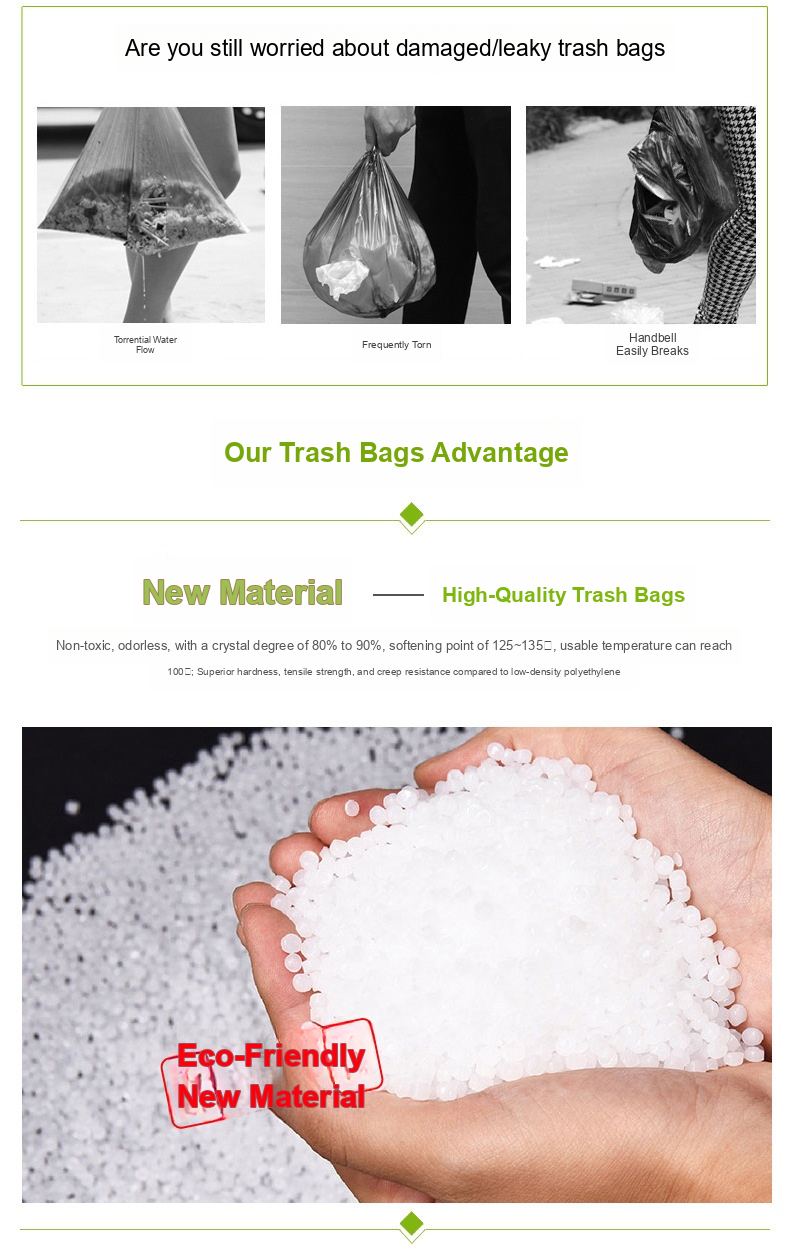 Are you still worried about damaged/leaky trash bags
Torrential Water
Flow
Frequently Torn
Handbell
Easily Breaks
Our Trash Bags Advantage
New Material
High-Quality Trash Bags
Non-toxic, odorless, with a crystal degree of 80% to 90%, softening point of 125~135□, usable temperature can reach
100□; Superior hardness, tensile strength, and creep resistance compared to low-density polyethylene
Eco-Friendly
New Material